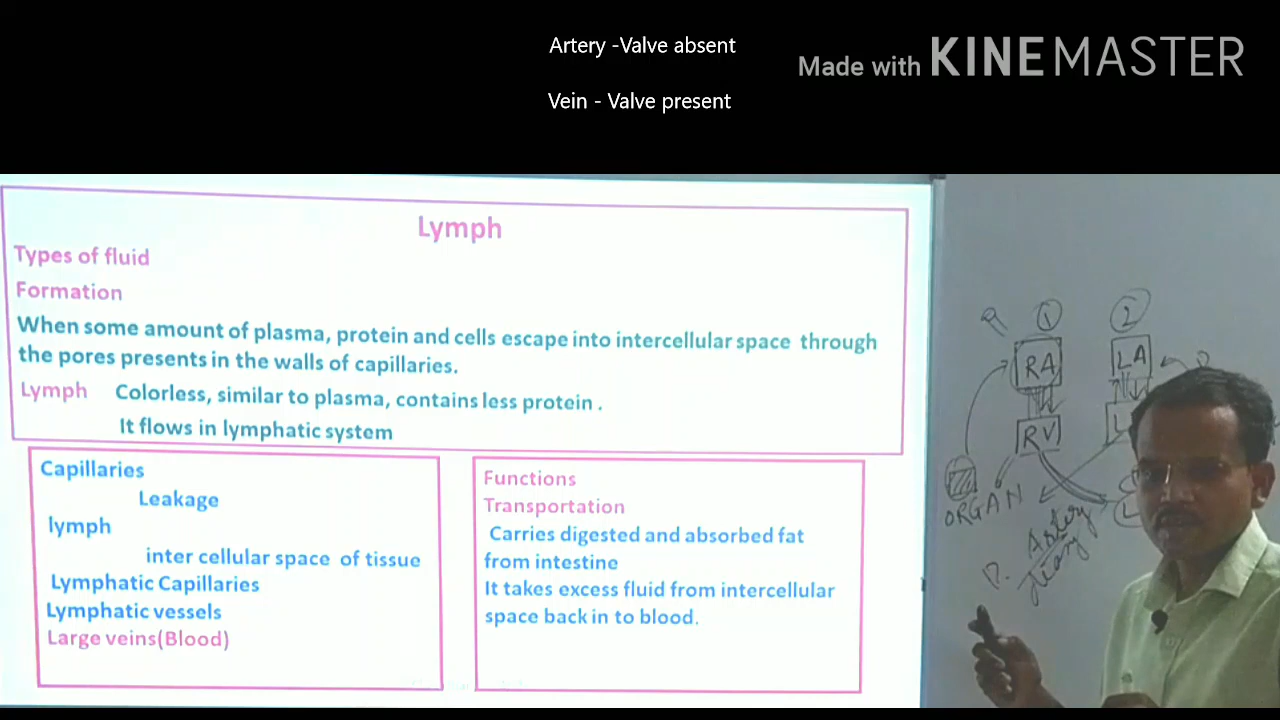 Artery -Valve absent
Made with KINEMASTER
Vein - Valve present
Lymph
Types of fluid
Formation
When some amount of plasma, protein and cells escape into intercellular space through
the pores presents in the walls of capillaries.
Lymph Colorless, similar to plasma, contains less protein .
It flows in lymphatic system
Capillaries
Leakage
lymph
inter cellular space of tissue
Lymphatic Capillaries
Lymphatic vessels
Large veins(Blood)
Functions
Transportation
Carries digested and absorbed fat
from intestine
It takes excess fluid from intercellular
space back in to blood.
1 2
RA LA
RV
ORGAN
P. Artery